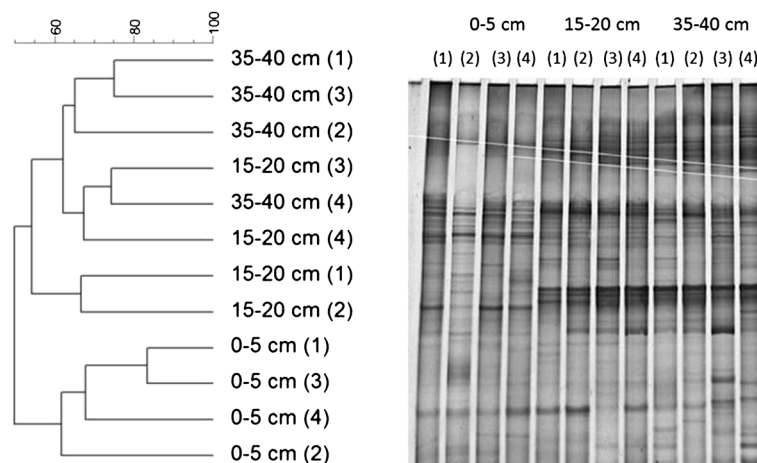 60 80 100
35-40 cm (1)
35-40 cm (3)
35-40 cm (2)
15-20 cm (3)
35-40 cm (4)
15-20 cm (4)
15-20 cm (1)
15-20 cm (2)
0-5 cm (1)
0-5 cm (3)
0-5 cm (4)
0-5 cm (2)
0-5 cm 15-20 cm 35-40 cm
(1) (2) (3) (4) (1) (2) (3) (4) (1) (2) (3) (4)